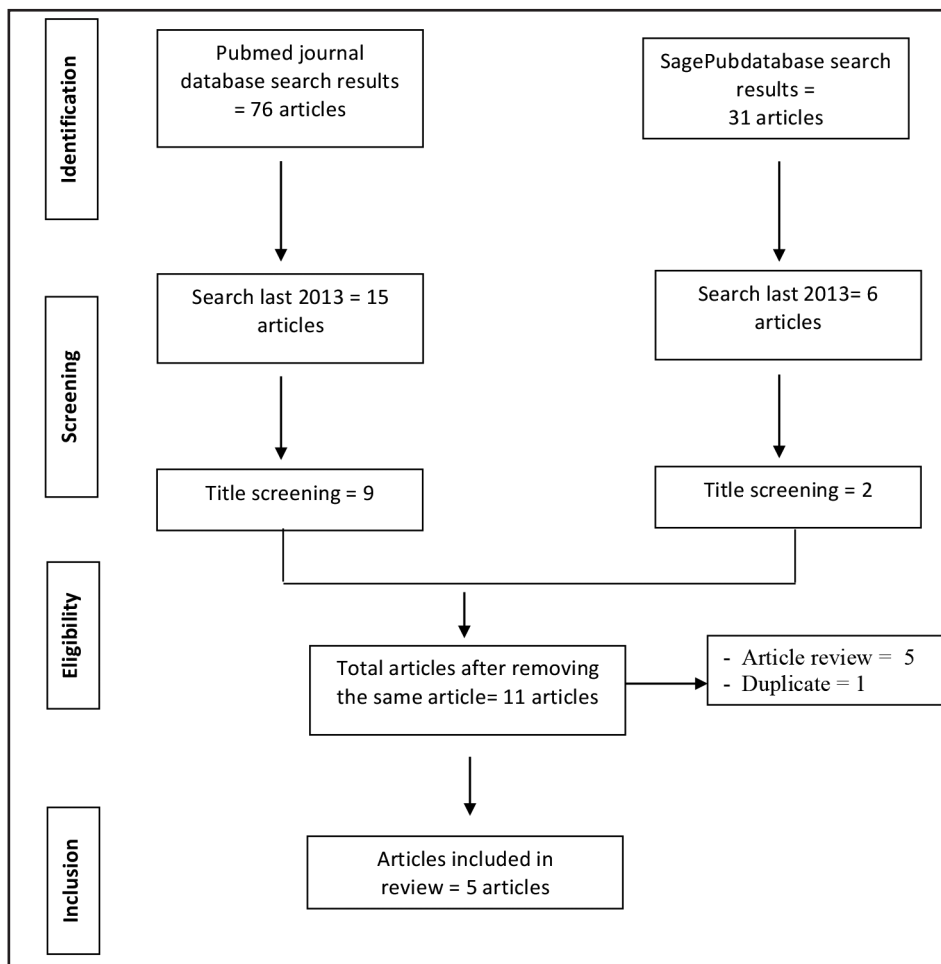 Identification
Pubmed journal
database search results
= 76 articles
SagePubdatabase search
results =
31 articles
Screening
Search last 2013 = 15
articles
Search last 2013= 6
articles
Title screening = 9
Title screening = 2
Eligibility
Total articles after removing
the same article= 11 articles
- Article review = 5
- Duplicate = 1
Inclusion
Articles included in
review = 5 articles